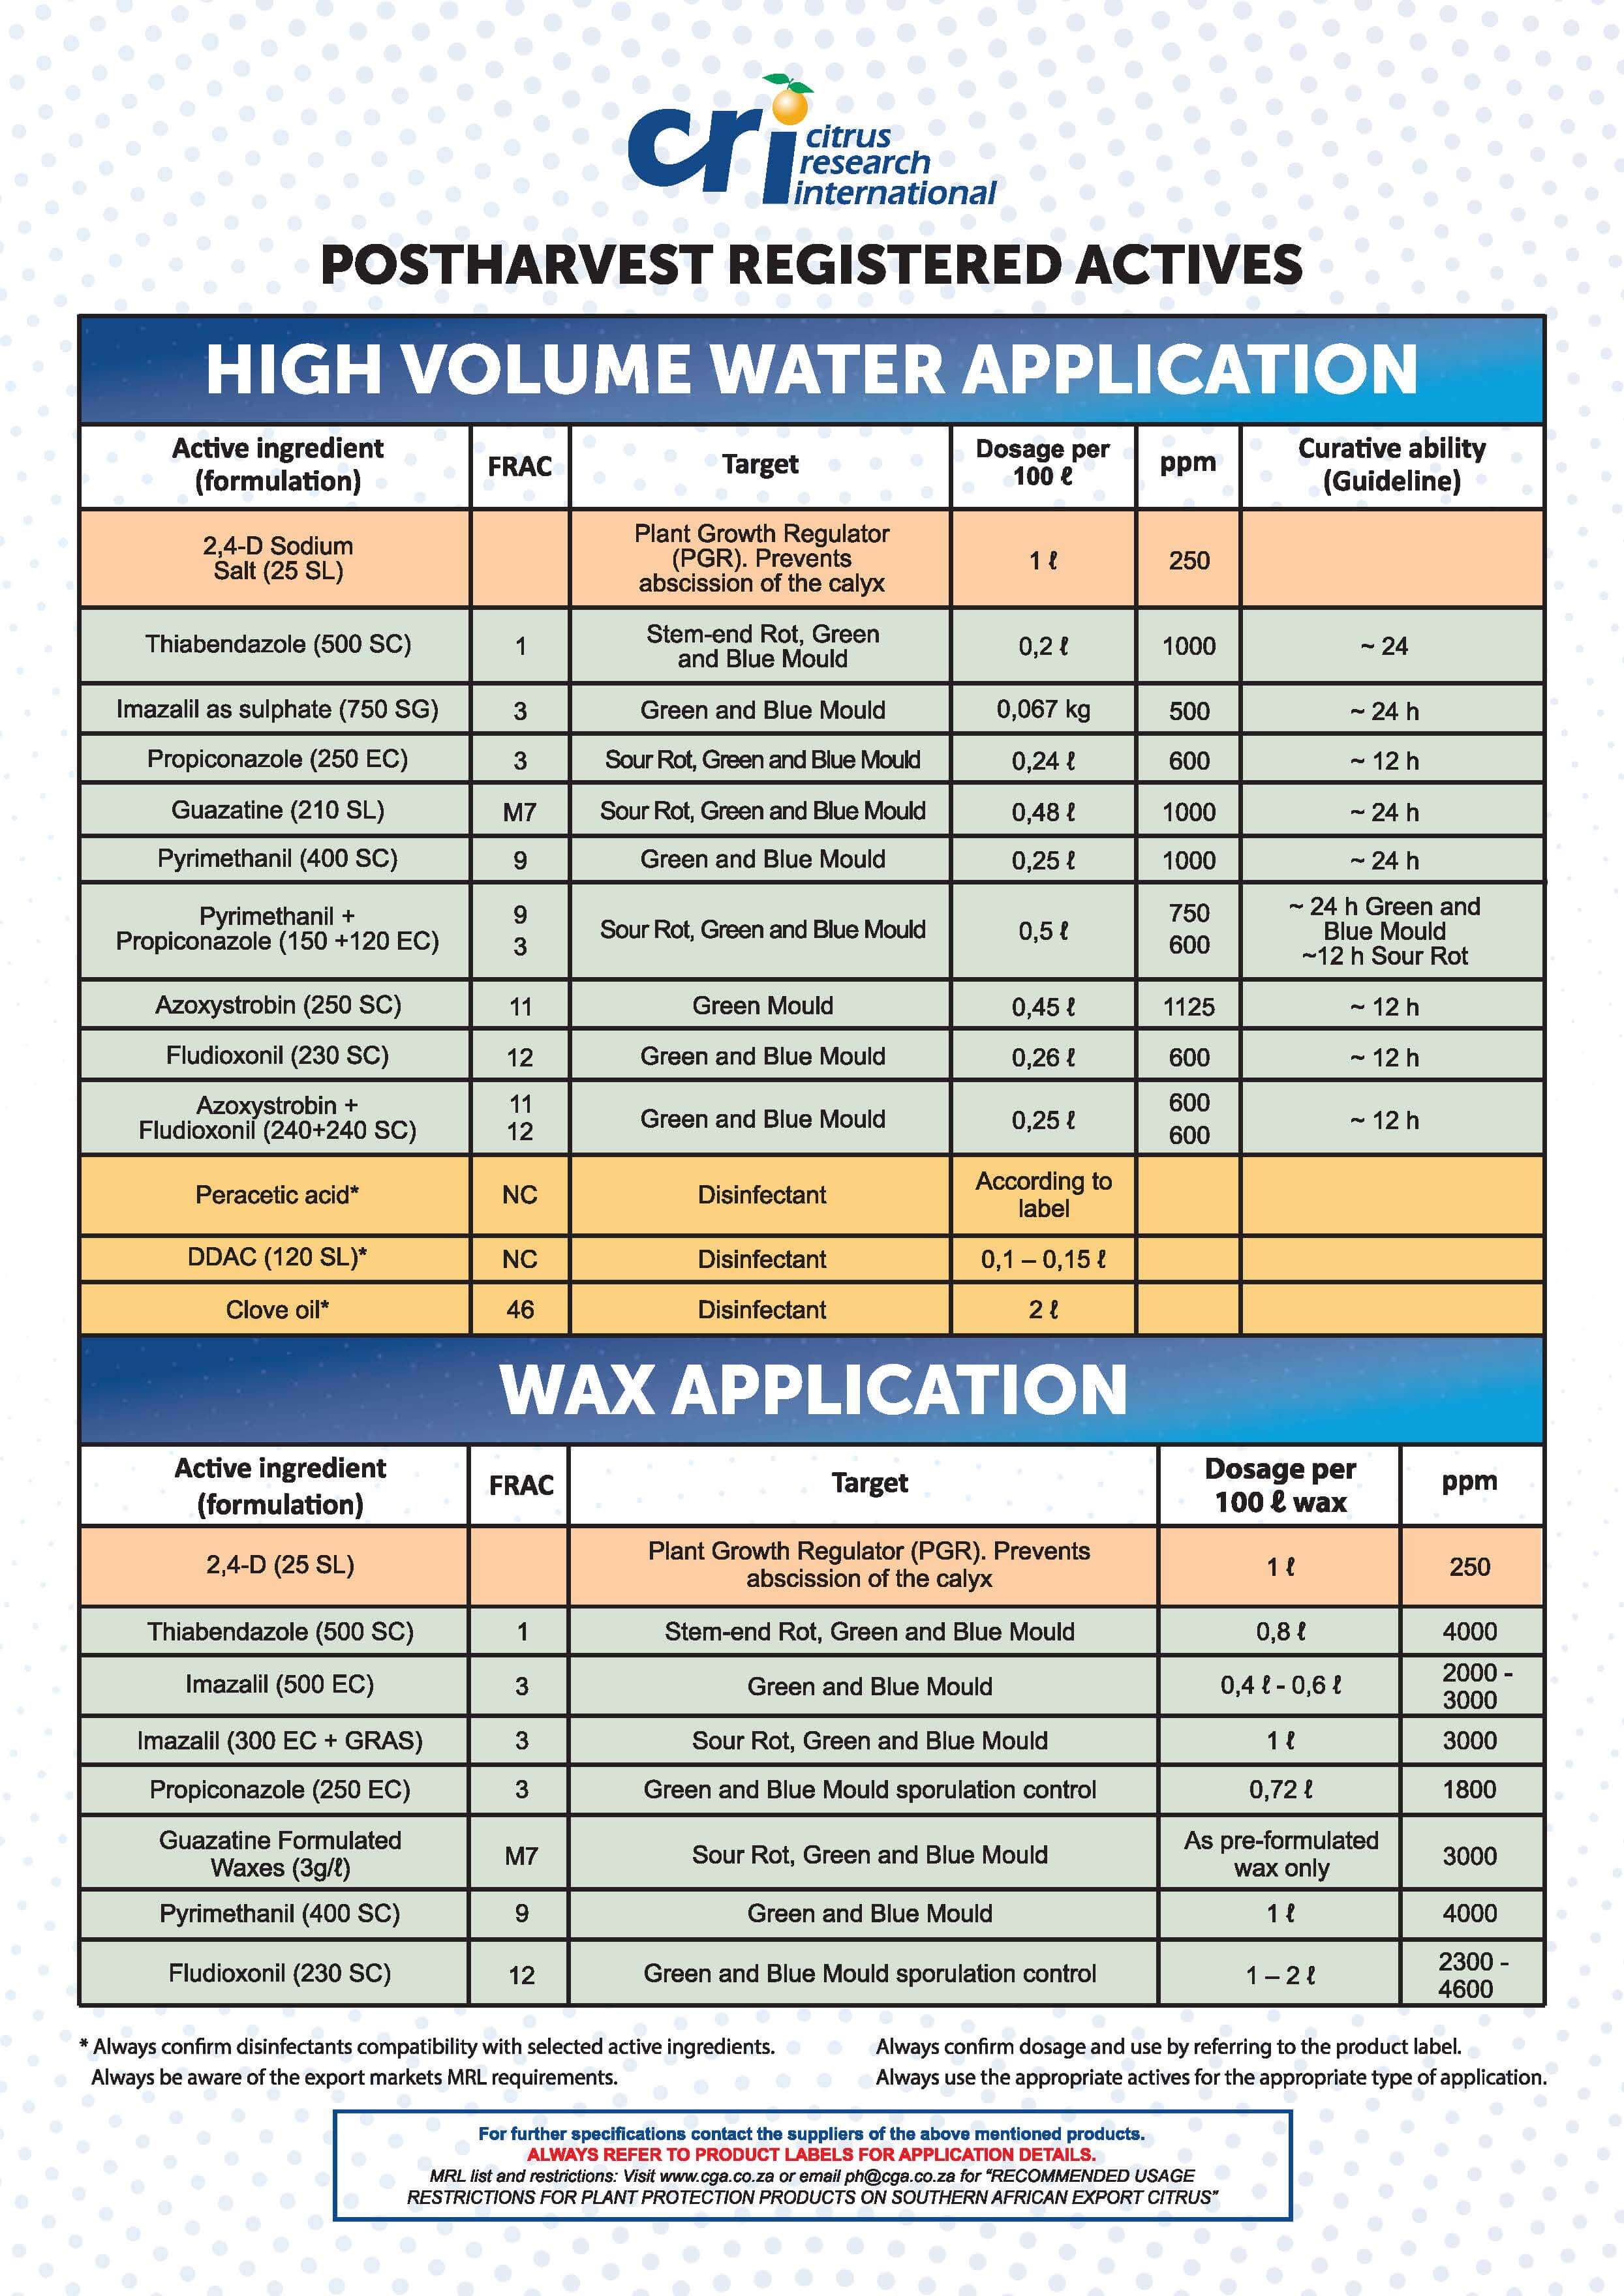 cri citrus
research
international
POSTHARVEST REGISTERED ACTIVES
HIGH VOLUME WATER APPLICATION
Active ingredient (formulation) FRAC Target Dosage per 100 ℓ ppm Curative ability (Guideline)
2,4-D Sodium Salt (25 SL) Plant Growth Regulator (PGR). Prevents abscission of the calyx 1 ℓ 250
Thiabendazole (500 SC) 1 Stem-end Rot, Green and Blue Mould 0,2 ℓ 1000 ~ 24
Imazalil as sulphate (750 SG) 3 Green and Blue Mould 0,067 kg 500 ~ 24 h
Propiconazole (250 EC) 3 Sour Rot, Green and Blue Mould 0,24 ℓ 600 ~ 12 h
Guazatine (210 SL) M7 Sour Rot, Green and Blue Mould 0,48 ℓ 1000 ~ 24 h
Pyrimethanil (400 SC) 9 Green and Blue Mould 0,25 ℓ 1000 ~ 24 h
Pyrimethanil + Propiconazole (150 +120 EC) 9 3 Sour Rot, Green and Blue Mould 0,5 ℓ 750 600 ~ 24 h Green and Blue Mould ~12 h Sour Rot
Azoxystrobin (250 SC) 11 Green Mould 0,45 ℓ 1125 ~ 12 h
Fludioxonil (230 SC) 12 Green and Blue Mould 0,26 ℓ 600 ~ 12 h
Azoxystrobin + Fludioxonil (240+240 SC) 11 12 Green and Blue Mould 0,25 ℓ 600 600 ~ 12 h
Peracetic acid* NC Disinfectant According to label
DDAC (120 SL)* NC Disinfectant 0,1 – 0,15 ℓ
Clove oil* 46 Disinfectant 2 ℓ
WAX APPLICATION
Active ingredient (formulation) FRAC Target Dosage per 100 ℓ wax ppm
2,4-D (25 SL) Plant Growth Regulator (PGR). Prevents abscission of the calyx 1 ℓ 250
Thiabendazole (500 SC) 1 Stem-end Rot, Green and Blue Mould 0,8 ℓ 4000
Imazalil (500 EC) 3 Green and Blue Mould 0,4 ℓ - 0,6 ℓ 2000 - 3000
Imazalil (300 EC + GRAS) 3 Sour Rot, Green and Blue Mould 1 ℓ 3000
Propiconazole (250 EC) 3 Green and Blue Mould sporulation control 0,72 ℓ 1800
Guazatine Formulated Waxes (3g/ℓ) M7 Sour Rot, Green and Blue Mould As pre-formulated wax only 3000
Pyrimethanil (400 SC) 9 Green and Blue Mould 1 ℓ 4000
Fludioxonil (230 SC) 12 Green and Blue Mould sporulation control 1 – 2 ℓ 2300 - 4600
* Always confirm disinfectants compatibility with selected active ingredients.
Always be aware of the export markets MRL requirements.
Always confirm dosage and use by referring to the product label.
Always use the appropriate actives for the appropriate type of application.
For further specifications contact the suppliers of the above mentioned products.
ALWAYS REFER TO PRODUCT LABELS FOR APPLICATION DETAILS.
MRL list and restrictions: Visit www.cga.co.za or email ph@cga.co.za for “RECOMMENDED USAGE
RESTRICTIONS FOR PLANT PROTECTION PRODUCTS ON SOUTHERN AFRICAN EXPORT CITRUS”